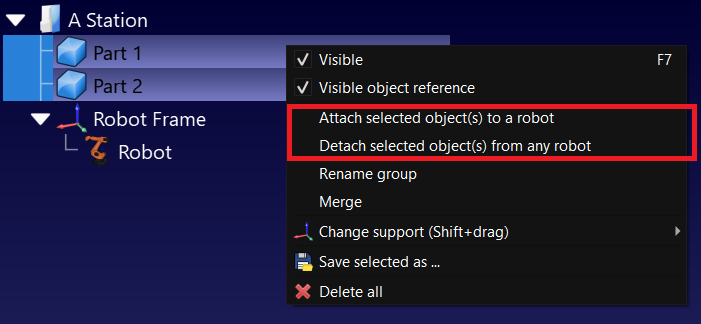 A Station
Part 1
Part 2
Robot Frame
Robot
Visible F7
Visible object reference
Attach selected object(s) to a robot
Detach selected object(s) from any robot
Rename group
Merge
Change support (Shift+drag)
Save selected as ...
Delete all